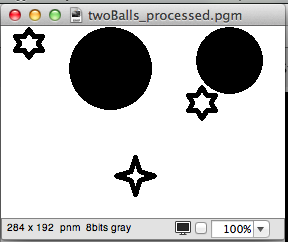 twoBalls_processed.pgm
284 x 192 pnm 8bits gray
100%